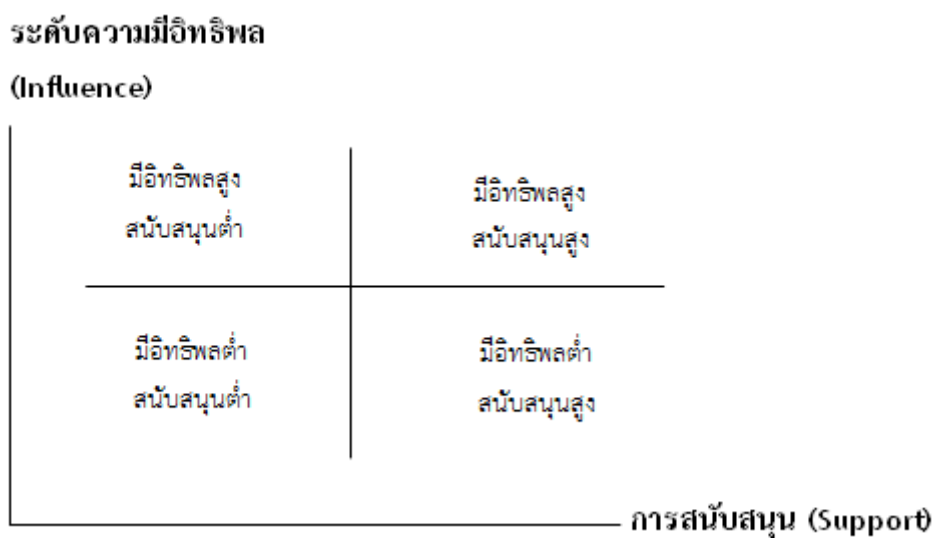 ระดับความมีอิทธิพล
(Influence)
มีอิทธิพลสูง
สนับสนุนต่ำ
มีอิทธิพลสูง
สนับสนุนสูง
มีอิทธิพลต่ำ
สนับสนุนต่ำ
มีอิทธิพลต่ำ
สนับสนุนสูง
การสนับสนุน (Support)